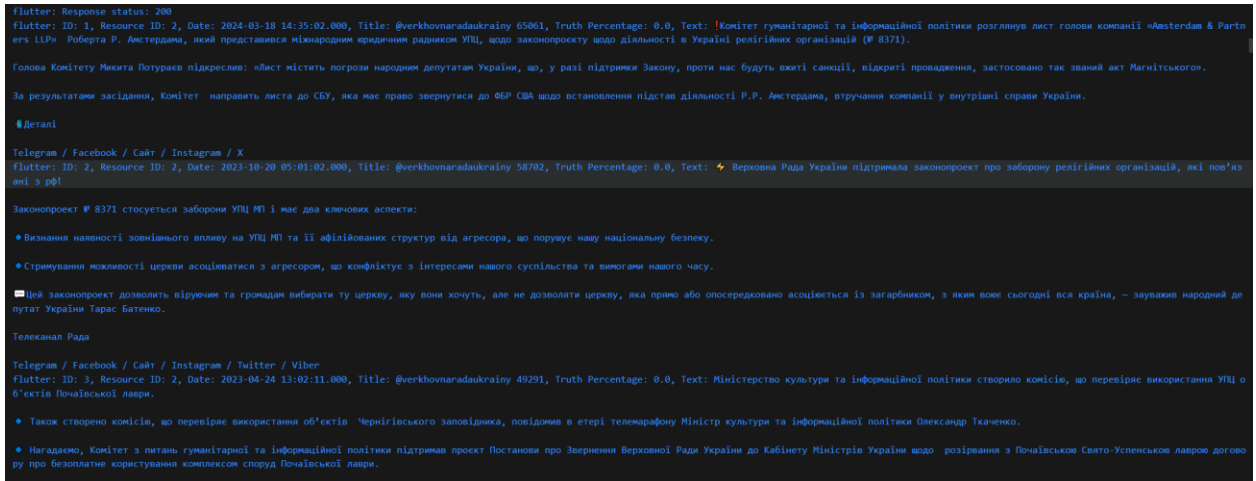 flutter: Response status: 200
flutter: ID: 1, Resource ID: 2, Date: 2024-03-18 14:35:02.000, Title: @verkhovnaradaukrainy 65061, Truth Percentage: 0.0, Text: ❗Комітет гуманітарної та інформаційної політики розглянув лист голови компанії «Amsterdam & Partn
ers LLP»  Роберта Р. Амстердама, який представився міжнародним юридичним радником УПЦ, щодо законопроєкту щодо діяльності в Україні релігійних організацій (№ 8371).
Голова Комітету Микита Потураєв підкреслив: «Лист містить погрози народним депутатам України, що, у разі підтримки Закону, проти нас будуть вжиті санкції, відкриті провадження, застосовано так званий акт Магнітського».
За результатами засідання, Комітет  направить листа до СБУ, яка має право звернутися до ФБР США щодо встановлення підстав діяльності Р.Р. Амстердама, втручання компанії у внутрішні справи України.
Деталі
Telegram / Facebook / Сайт / Instagram / X
flutter: ID: 2, Resource ID: 2, Date: 2023-10-20 05:01:02.000, Title: @verkhovnaradaukrainy 58702, Truth Percentage: 0.0, Text: ⚡ Верховна Рада України підтримала законопроект про заборону релігійних організацій, які пов’яз
ані з рф!
Законопроект № 8371 стосується заборони УПЦ МП і має два ключових аспекти:
🔹Визнання наявності зовнішнього впливу на УПЦ МП та її афілійованих структур від агресора, що порушує нашу національну безпеку.
🔹Стримування можливості церкви асоціюватися з агресором, що конфліктує з інтересами нашого суспільства та вимогами нашого часу.
💬Цей законопроект дозволить віруючим та громадам вибирати ту церкву, яку вони хочуть, але не дозволяти церкву, яка прямо або опосередковано асоціюється із загарбником, з яким воює сьогодні вся країна, – зауважив народний де
путат України Тарас Батенко.
Телеканал Рада
Telegram / Facebook / Сайт / Instagram / Twitter / Viber
flutter: ID: 3, Resource ID: 2, Date: 2023-04-24 13:02:11.000, Title: @verkhovnaradaukrainy 49291, Truth Percentage: 0.0, Text: Міністерство культури та інформаційної політики створило комісію, що перевіряє використання УПЦ о
б'єктів Почаївської лаври.
🔹 Також створено комісію, що перевіряє використання об’єктів  Чернігівського заповідника, повідомив в етері телемарафону Міністр культури та інформаційної політики Олександр Ткаченко.
🔹 Нагадаємо, Комітет з питань гуманітарної та інформаційної політики підтримав проєкт Постанови про Звернення Верховної Ради України до Кабінету Міністрів України щодо  розірвання з Почаївською Свято-Успенською лаврою догово
ру про безоплатне користування комплексом споруд Почаївської лаври.